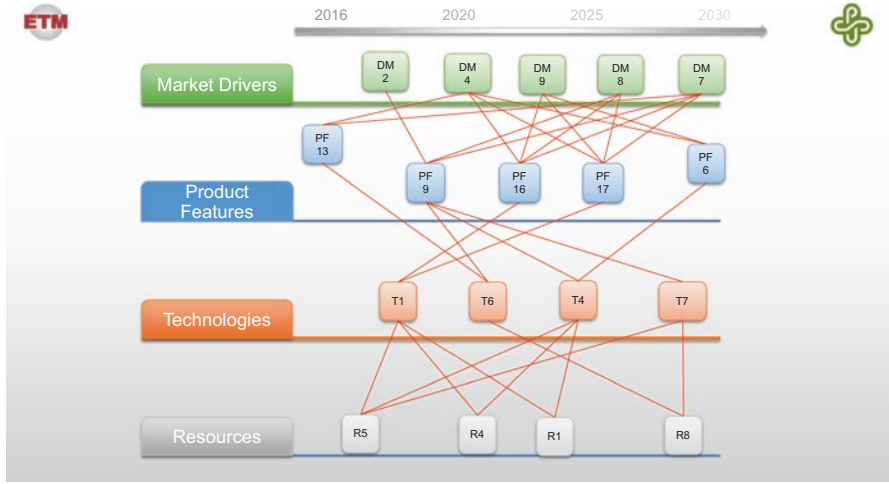 ETM
2016 2020 2025 2030
Market Drivers
DM
2
DM
4
DM
9
DM
8
DM
7
PF
13
PF
9
PF
16
PF
17
PF
6
Product
Features
T1 T6 T4 T7
Technologies
R5 R4 R1 R8
Resources